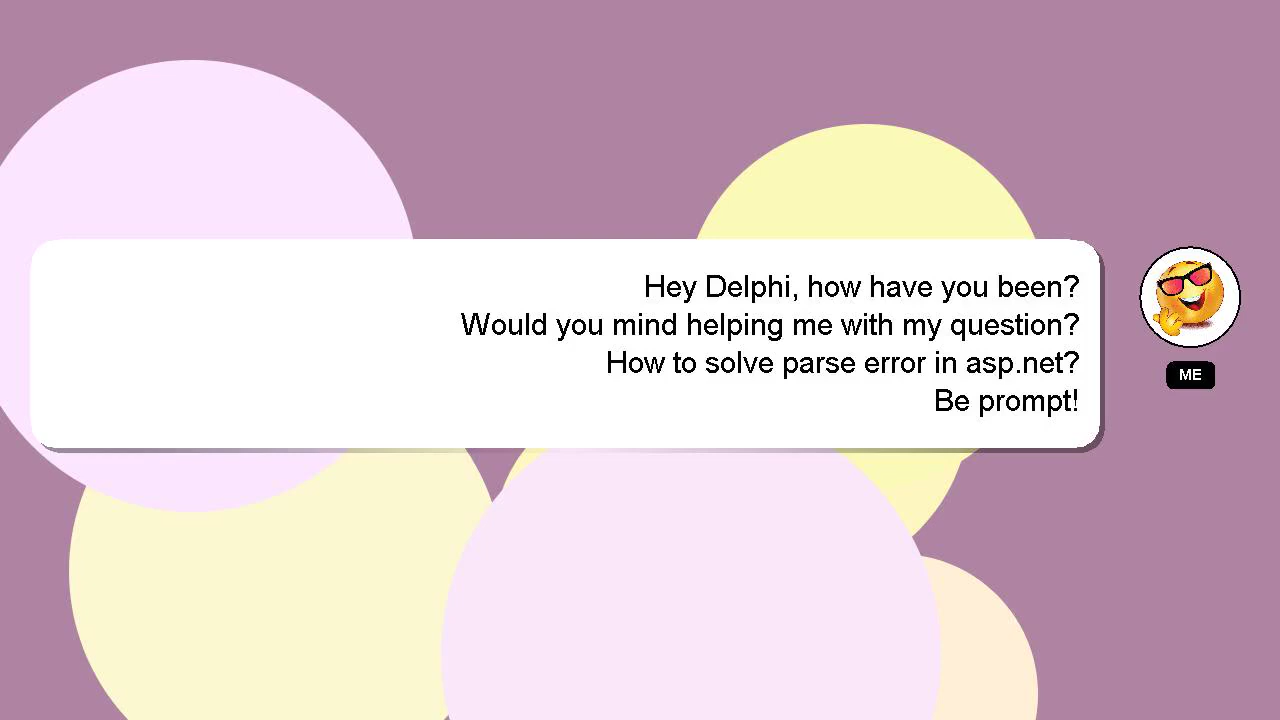 Hey Delphi, how have you been?
Would you mind helping me with my question?
How to solve parse error in asp.net?
Be prompt!
ME